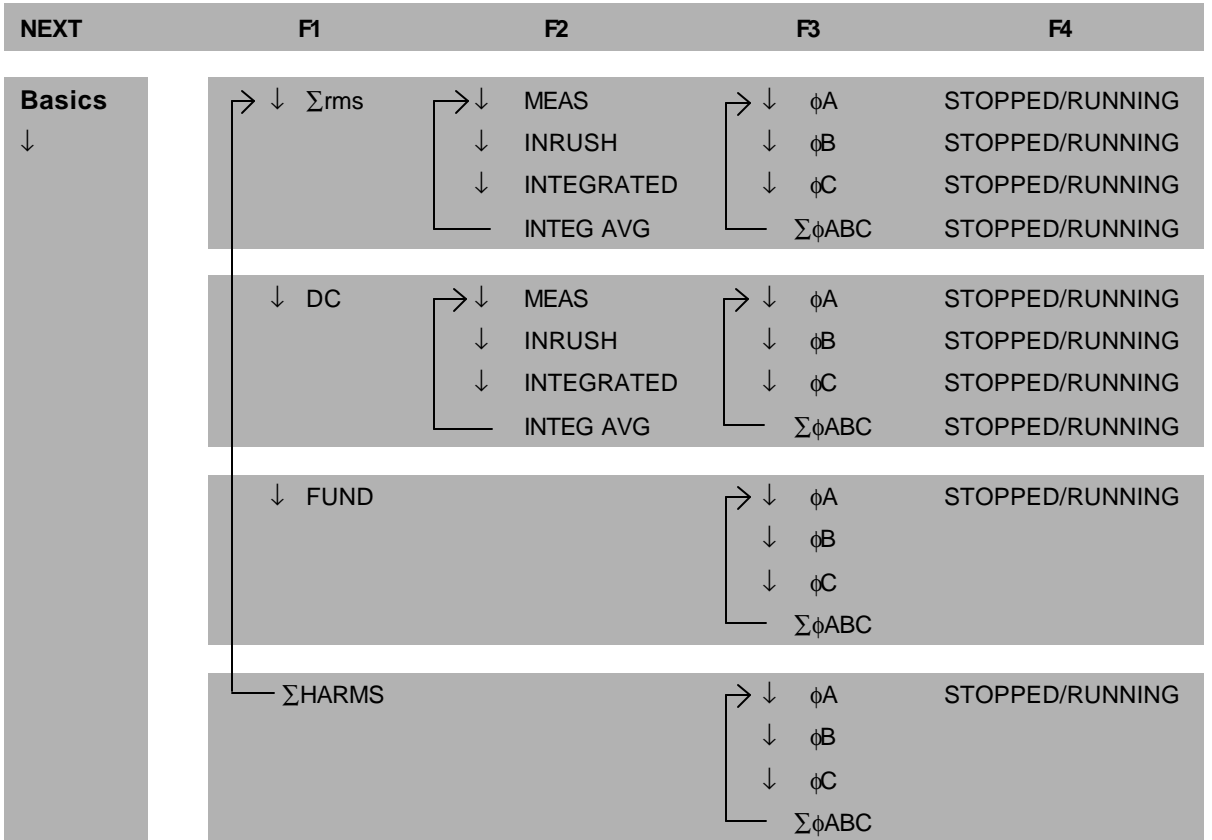 NEXT F1 F2 F3 F4
Basics ↓ ∑rms ↓ MEAS ↓ ϕA STOPPED/RUNNING
↓ ↓ INRUSH ↓ ϕB STOPPED/RUNNING
↓ INTEGRATED ↓ ϕC STOPPED/RUNNING
INTEG AVG ∑ϕABC STOPPED/RUNNING
↓ DC ↓ MEAS ↓ ϕA STOPPED/RUNNING
↓ INRUSH ↓ ϕB STOPPED/RUNNING
↓ INTEGRATED ↓ ϕC STOPPED/RUNNING
INTEG AVG ∑ϕABC STOPPED/RUNNING
↓ FUND ↓ ϕA STOPPED/RUNNING
↓ ϕB
↓ ϕC
∑ϕABC
∑HARMS ↓ ϕA STOPPED/RUNNING
↓ ϕB
↓ ϕC
∑ϕABC